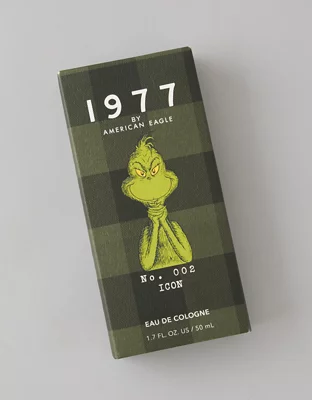 1977
BY
AMERICAN EAGLE
No. 002
ICON
EAU DE COLOGNE
1.7 FL. OZ. US / 50 mL